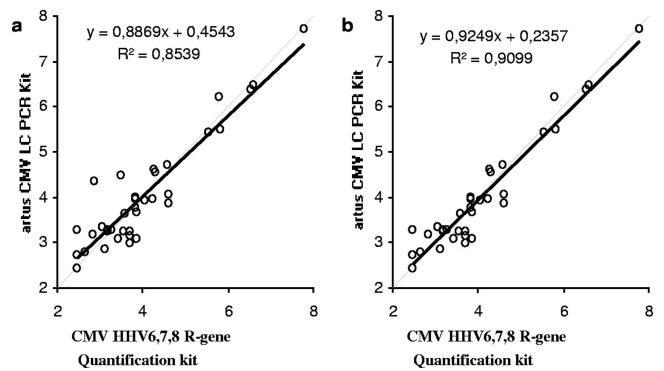 a
y = 0,8869x + 0,4543
R² = 0,8539
artus CMV LC PCR Kit
8
7
6
5
4
3
2
2 4 6 8
CMV HHV6,7,8 R-gene
Quantification kit
b
y = 0,9249x + 0,2357
R² = 0,9099
artus CMV LC PCR Kit
8
7
6
5
4
3
2
2 4 6 8
CMV HHV6,7,8 R-gene
Quantification kit